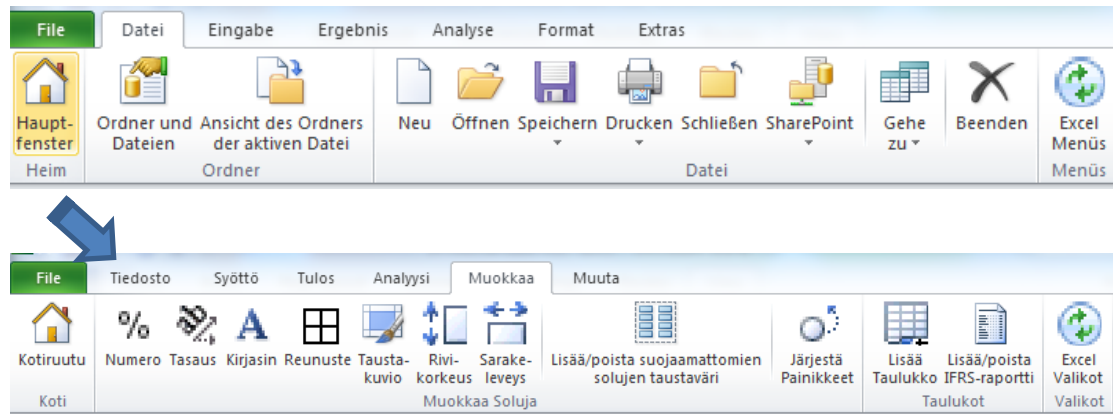 File Datei Eingabe Ergebnis Analyse Format Extras
Haupt- Ordner und Ansicht des Ordners Neu Öffnen Speichern Drucken Schließen SharePoint Gehe Beenden Excel
fenster Dateien der aktiven Datei zu Menüs
Heim Ordner Datei Menüs
File Tiedosto Syöttö Tulos Analyysi Muokkaa Muuta
%
A
Kotiruutu Numero Tasaus Kirjasin Reunuste Tausta- Rivi- Sarake- Lisää/poista suojaamattomien Järjestä Lisää Lisää/poista Excel
kuvio korkeus leveys solujen taustaväri Painikkeet Taulukko IFRS-raportti Valikot
Koti Muokkaa Soluja Taulukot Valikot